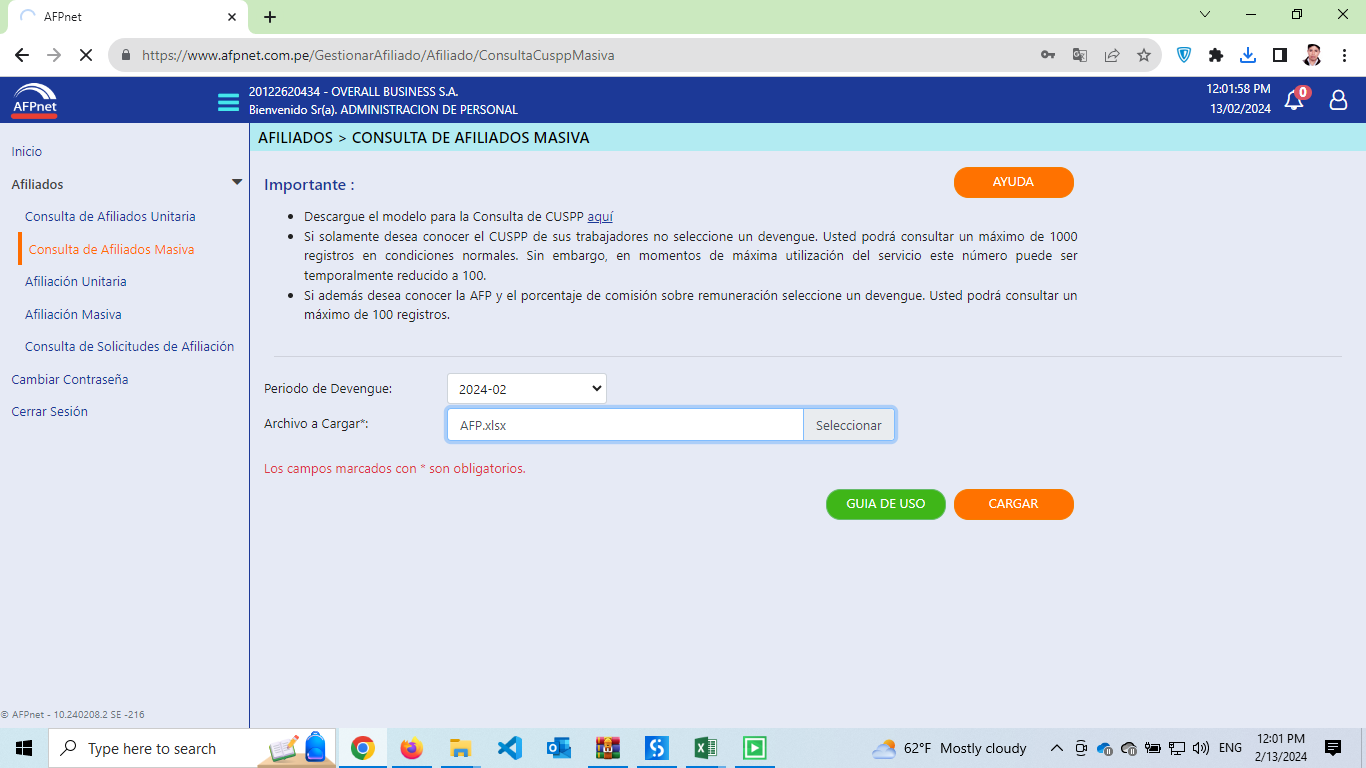 AFPnet
https://www.afpnet.com.pe/GestionarAfiliado/Afiliado/ConsultaCusppMasiva
AFPnet
20122620434 - OVERALL BUSINESS S.A.
Bienvenido Sr(a). ADMINISTRACION DE PERSONAL
12:01:58 PM
13/02/2024
0
AFILIADOS > CONSULTA DE AFILIADOS MASIVA
Inicio
Afiliados
Consulta de Afiliados Unitaria
Consulta de Afiliados Masiva
Afiliación Unitaria
Afiliación Masiva
Consulta de Solicitudes de Afiliación
Cambiar Contraseña
Cerrar Sesión
Importante :
AYUDA
Descargue el modelo para la Consulta de CUSPP aquí
Si solamente desea conocer el CUSPP de sus trabajadores no seleccione un devengue. Usted podrá consultar un máximo de 1000
registros en condiciones normales. Sin embargo, en momentos de máxima utilización del servicio este número puede ser
temporalmente reducido a 100.
Si además desea conocer la AFP y el porcentaje de comisión sobre remuneración seleccione un devengue. Usted podrá consultar un
máximo de 100 registros.
Periodo de Devengue:
2024-02
Archivo a Cargar*:
AFP.xlsx
Seleccionar
Los campos marcados con * son obligatorios.
GUIA DE USO
CARGAR
© AFPnet - 10.240208.2 SE -216
Type here to search
62°F Mostly cloudy
ENG
12:01 PM
2/13/2024